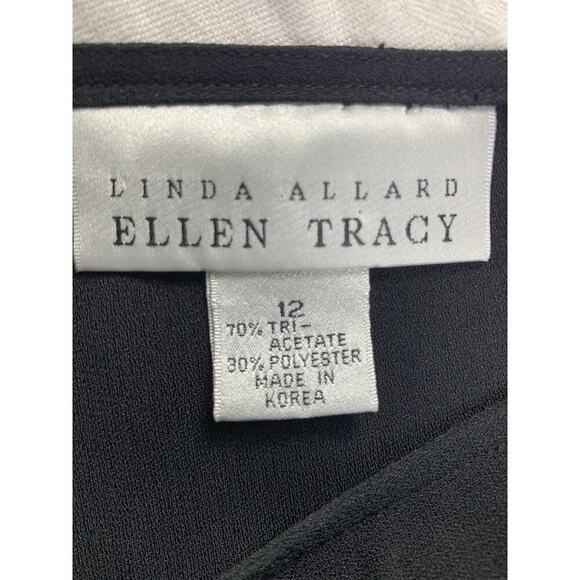 LINDA ALLARD
ELLEN TRACY
12
70% TRI-
ACETATE
30% POLYESTER
MADE IN
KOREA